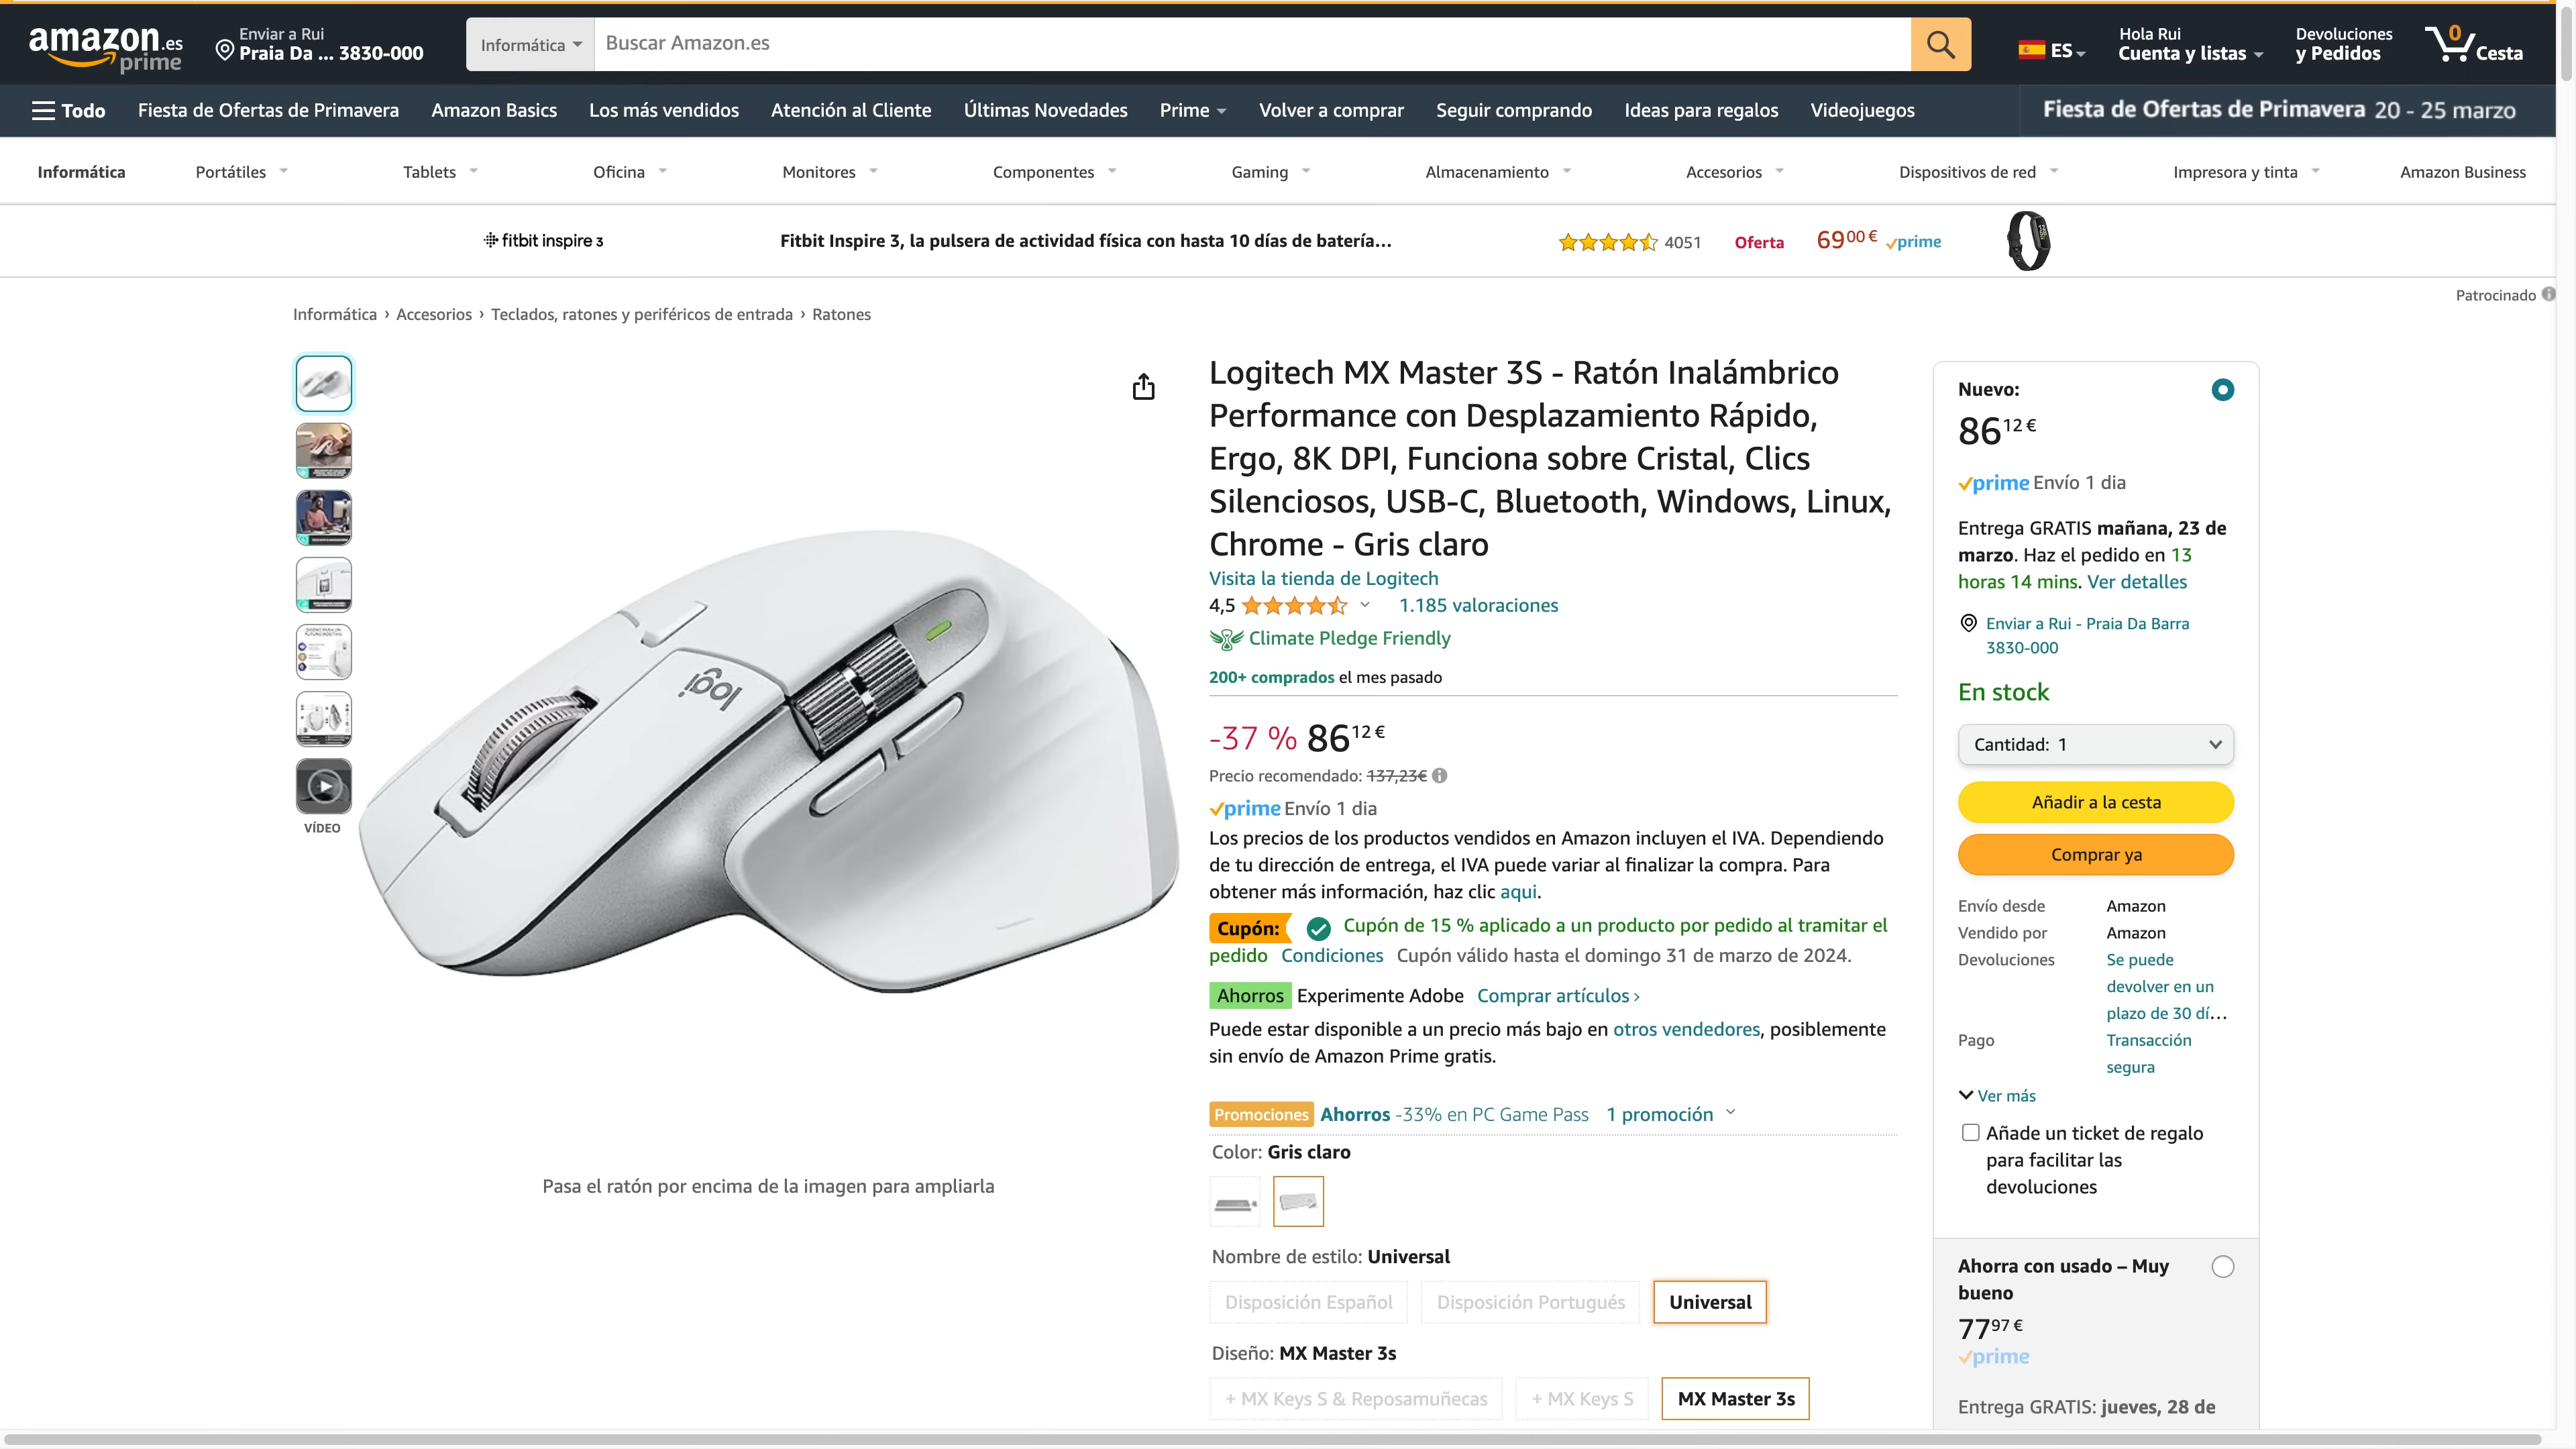 amazon.es
prime
Enviar a Rui
Praia Da ... 3830-000
Informática
Buscar Amazon.es
ES
Hola Rui
Cuenta y listas
Devoluciones
y Pedidos
0
Cesta
Todo
Fiesta de Ofertas de Primavera
Amazon Basics
Los más vendidos
Atención al Cliente
Últimas Novedades
Prime
Volver a comprar
Seguir comprando
Ideas para regalos
Videojuegos
Fiesta de Ofertas de Primavera 20 - 25 marzo
Informática
Portátiles
Tablets
Oficina
Monitores
Componentes
Gaming
Almacenamiento
Accesorios
Dispositivos de red
Impresora y tinta
Amazon Business
fitbit inspire 3
Fitbit Inspire 3, la pulsera de actividad física con hasta 10 días de batería...
4051
Oferta
69 00 €
prime
Patrocinado
Informática › Accesorios › Teclados, ratones y periféricos de entrada › Ratones
VÍDEO
logi
Pasa el ratón por encima de la imagen para ampliarla
Logitech MX Master 3S - Ratón Inalámbrico
Performance con Desplazamiento Rápido,
Ergo, 8K DPI, Funciona sobre Cristal, Clics
Silenciosos, USB-C, Bluetooth, Windows, Linux,
Chrome - Gris claro
Visita la tienda de Logitech
4,5
1.185 valoraciones
Climate Pledge Friendly
200+ comprados el mes pasado
-37 % 86 12 €
Precio recomendado: 137,23€
prime Envío 1 dia
Los precios de los productos vendidos en Amazon incluyen el IVA. Dependiendo
de tu dirección de entrega, el IVA puede variar al finalizar la compra. Para
obtener más información, haz clic aqui.
Cupón: Cupón de 15 % aplicado a un producto por pedido al tramitar el
pedido Condiciones Cupón válido hasta el domingo 31 de marzo de 2024.
Ahorros Experimente Adobe Comprar artículos ›
Puede estar disponible a un precio más bajo en otros vendedores, posiblemente
sin envío de Amazon Prime gratis.
Promociones Ahorros -33% en PC Game Pass 1 promoción
Color: Gris claro
Nombre de estilo: Universal
Disposición Español
Disposición Portugués
Universal
Diseño: MX Master 3s
+ MX Keys S & Reposamuñecas
+ MX Keys S
MX Master 3s
Nuevo:
86 12 €
prime Envío 1 dia
Entrega GRATIS mañana, 23 de
marzo. Haz el pedido en 13
horas 14 mins. Ver detalles
Enviar a Rui - Praia Da Barra
3830-000
En stock
Cantidad: 1
Añadir a la cesta
Comprar ya
Envío desde Amazon
Vendido por Amazon
Devoluciones Se puede
devolver en un
plazo de 30 dí...
Pago Transacción
segura
Ver más
Añade un ticket de regalo
para facilitar las
devoluciones
Ahorra con usado – Muy
bueno
77 97 €
prime
Entrega GRATIS: jueves, 28 de